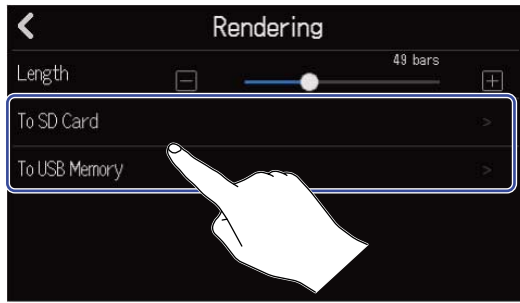 Rendering
49 bars
Length
To SD Card
To USB Memory